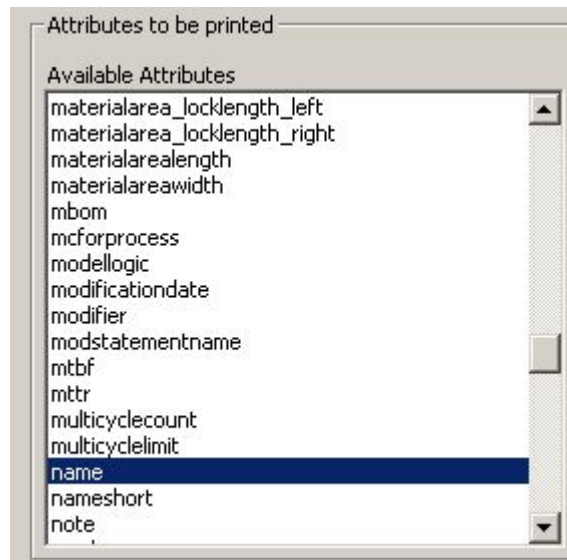 Attributes to be printed
Available Attributes
materialarea_locklength_left
materialarea_locklength_right
materialarealength
materialareawidth
mbom
mcforprocess
modellogic
modificationdate
modifier
modstatementname
mtbf
mttr
multicyclecount
multicyclelimit
name
nameshort
note